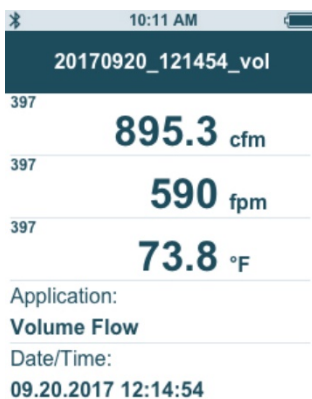 10:11 AM
20170920_121454_vol
397
895.3 cfm
397
590 fpm
397
73.8 °F
Application:
Volume Flow
Date/Time:
09.20.2017 12:14:54